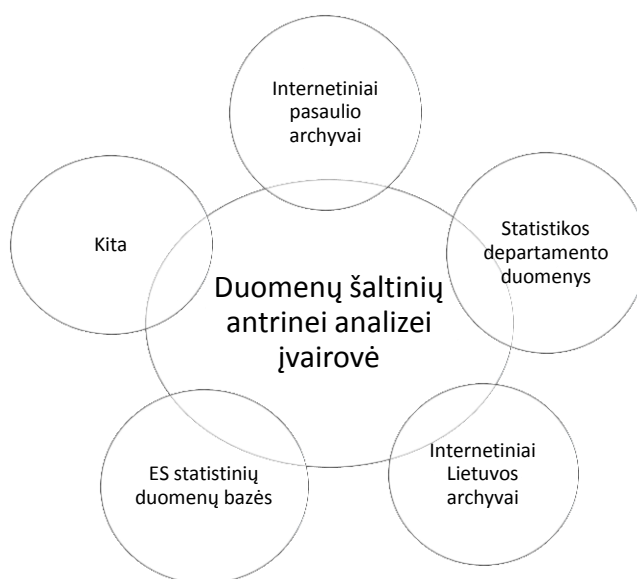 Internetiniai
pasaulio
archyvai
Statistikos
departamento
duomenys
Kita
Duomenų šaltinių
antrinei analizei
įvairovė
Internetiniai
Lietuvos
archyvai
ES statistinių
duomenų bazės